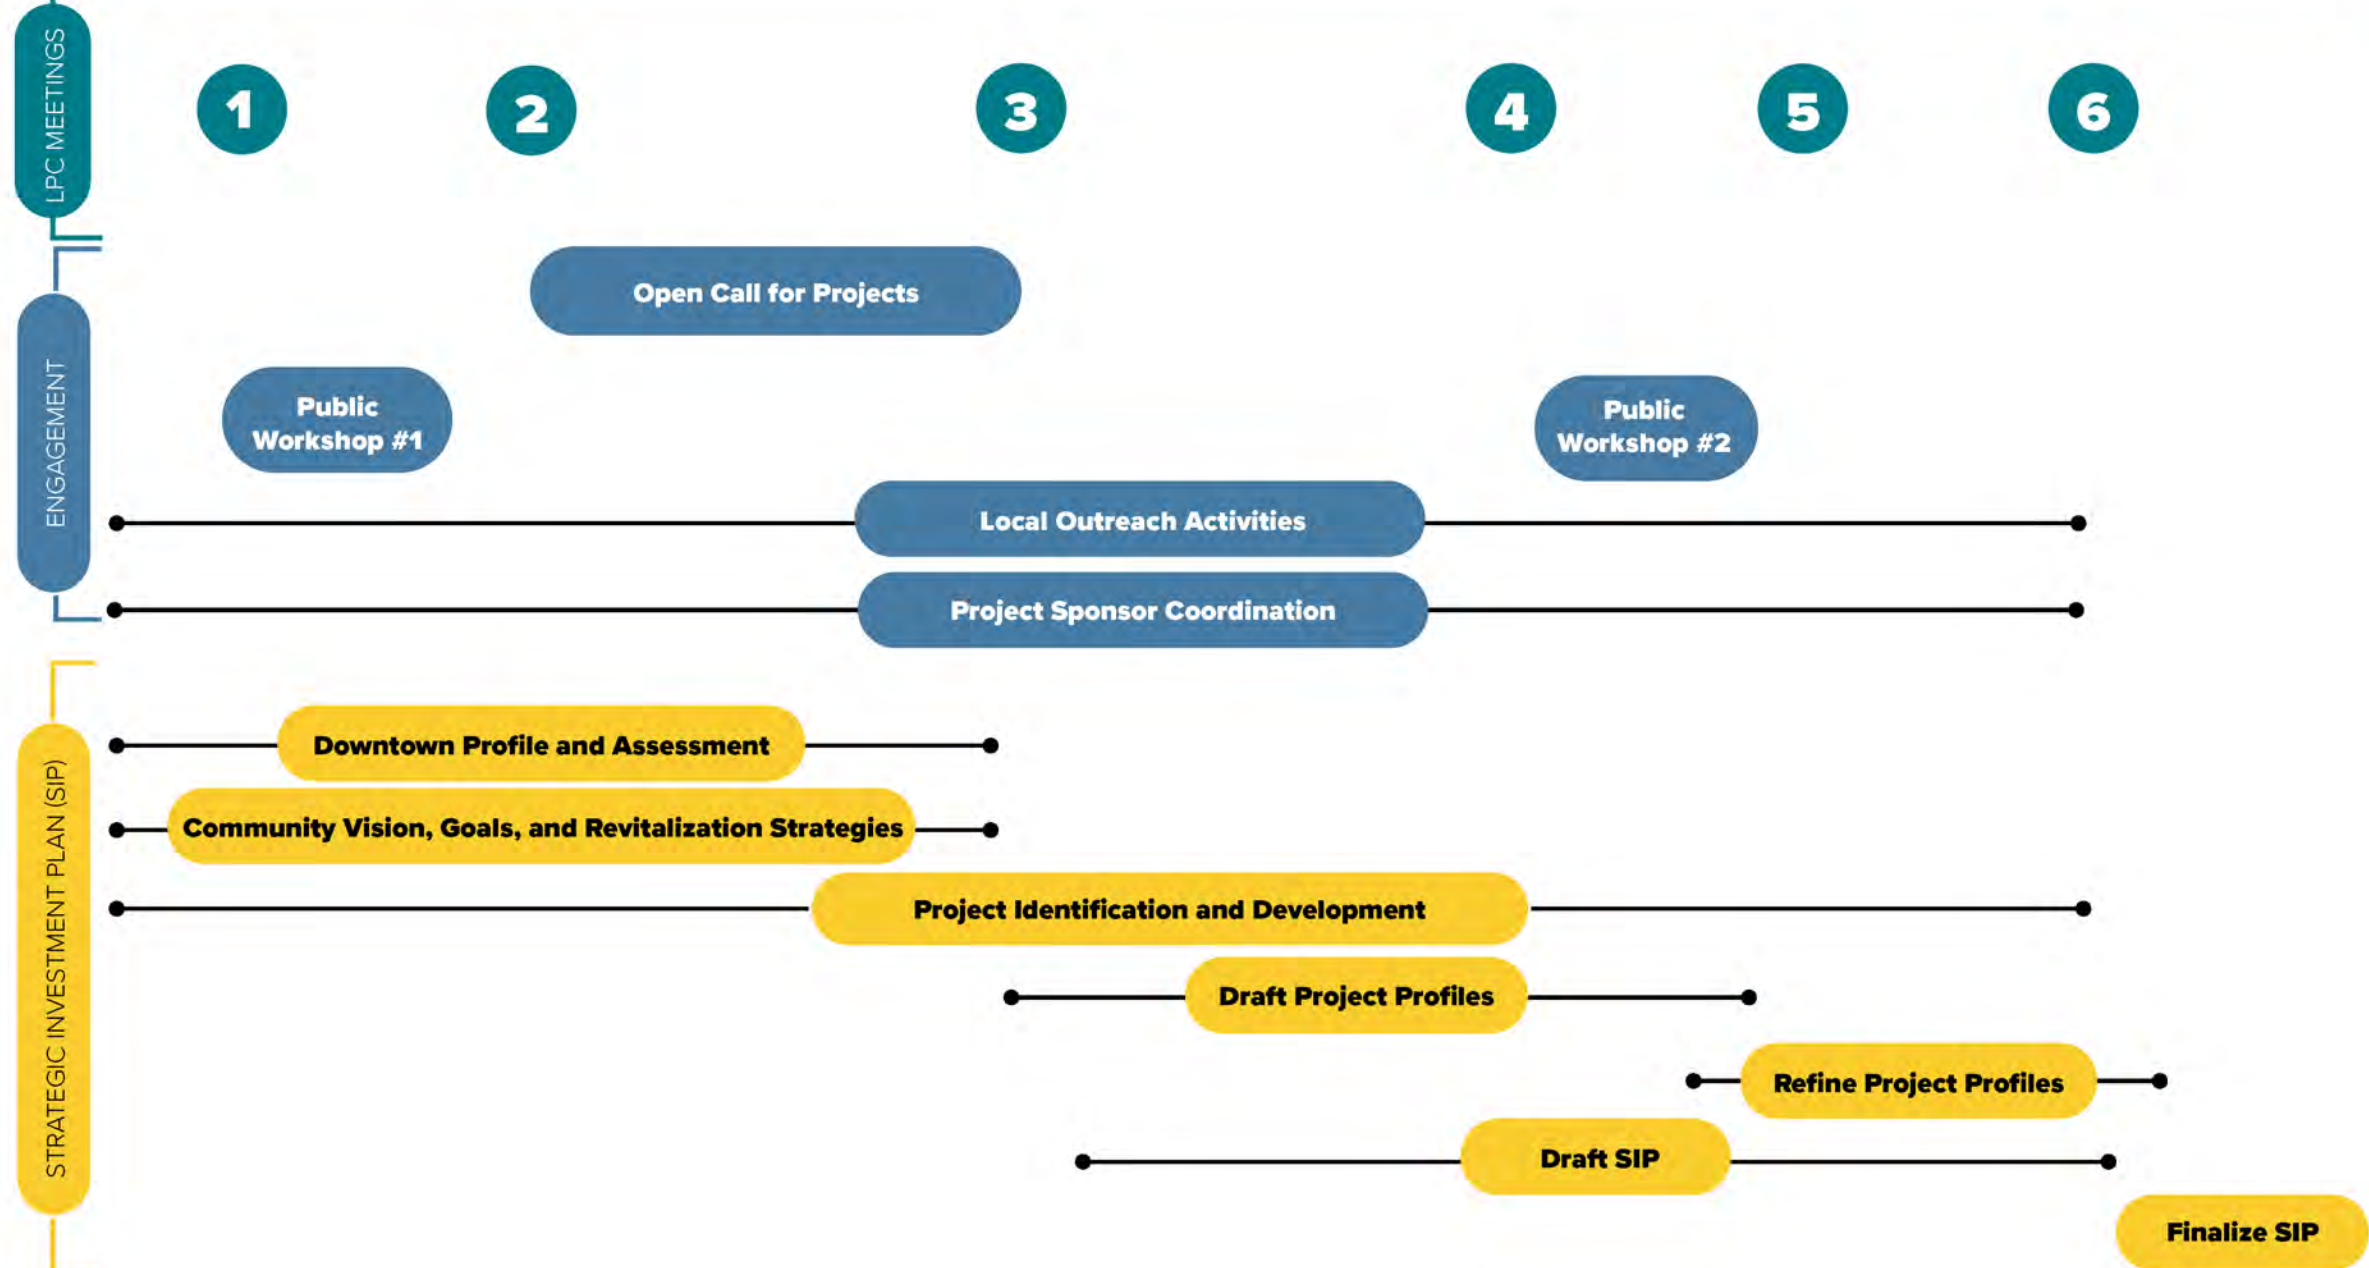 LPC MEETINGS
1
2
3
4
5
6
ENGAGEMENT
Open Call for Projects
Public
Workshop #1
Public
Workshop #2
Local Outreach Activities
Project Sponsor Coordination
STRATEGIC INVESTMENT PLAN (SIP)
Downtown Profile and Assessment
Community Vision, Goals, and Revitalization Strategies
Project Identification and Development
Draft Project Profiles
Refine Project Profiles
Draft SIP
Finalize SIP